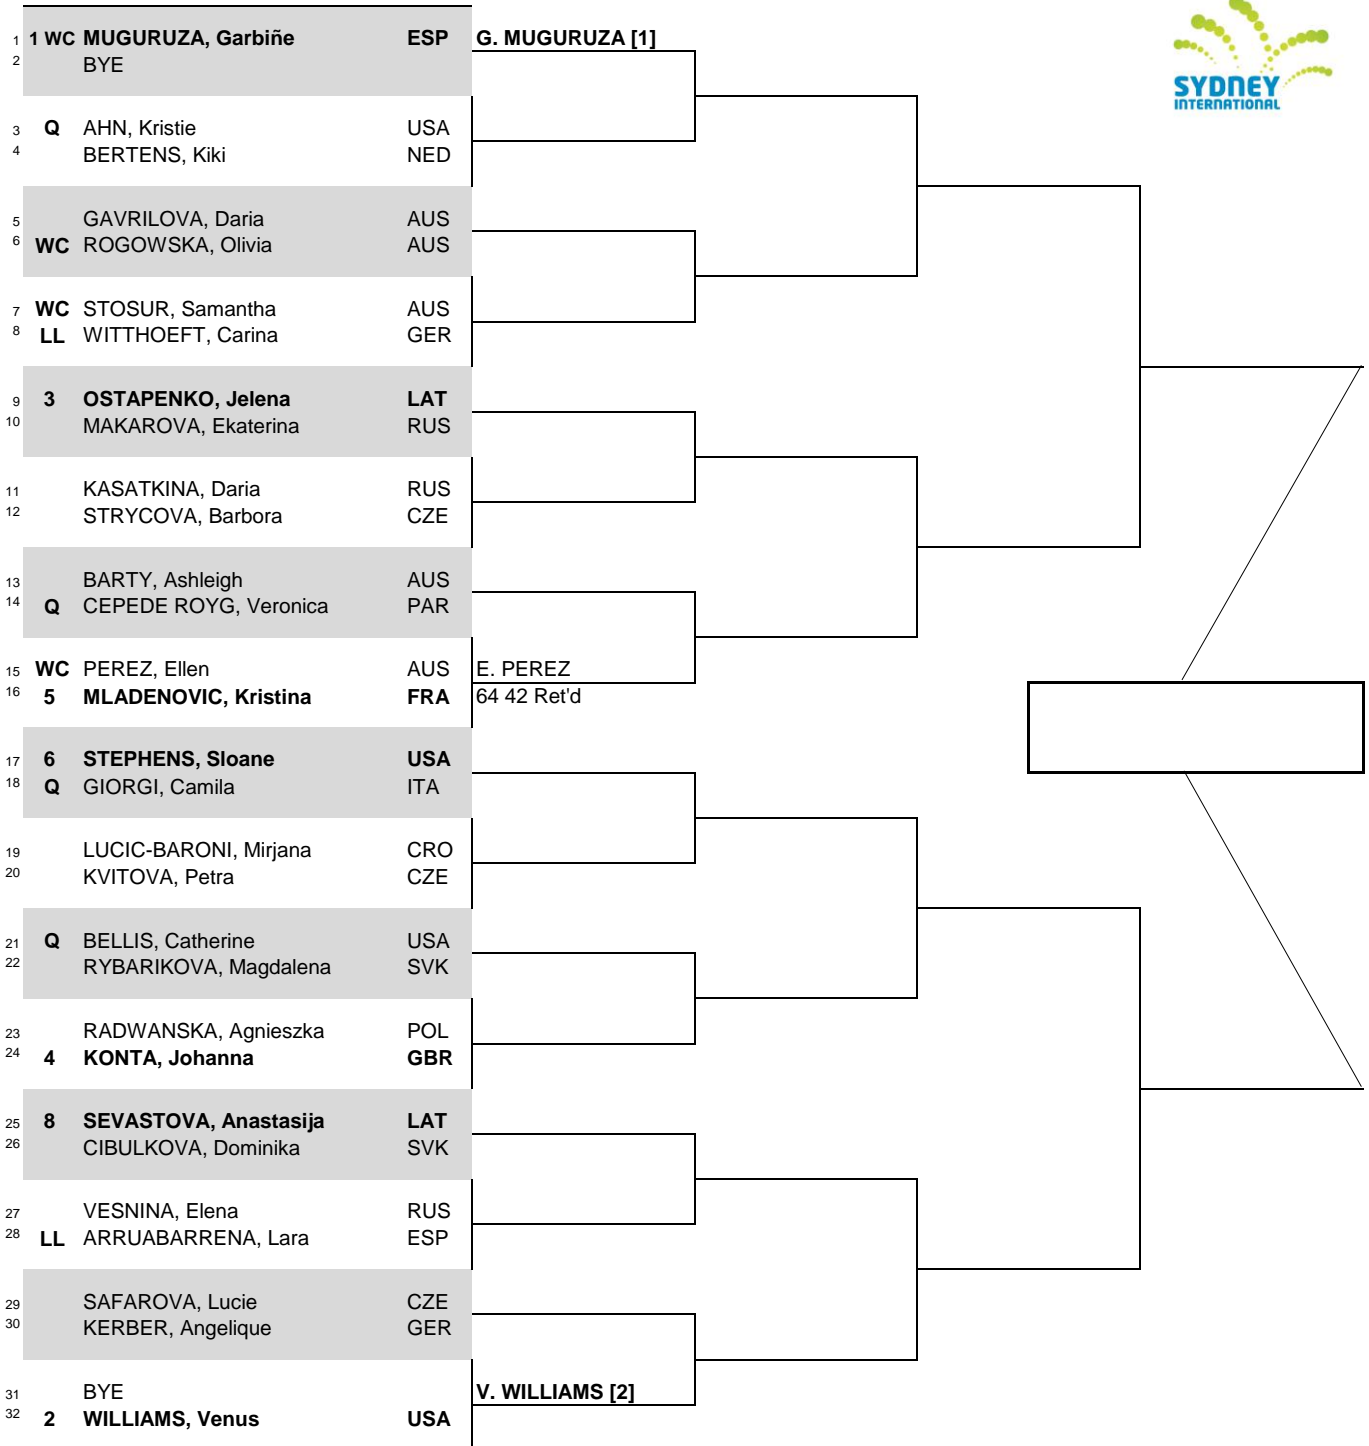 SYDNEY
INTERNATIONAL
1 1 WC MUGURUZA, Garbiñe ESP G. MUGURUZA [1]
2 BYE
3 Q AHN, Kristie USA
4 BERTENS, Kiki NED
5 GAVRILOVA, Daria AUS
6 WC ROGOWSKA, Olivia AUS
7 WC STOSUR, Samantha AUS
8 LL WITTHOEFT, Carina GER
9 3 OSTAPENKO, Jelena LAT
10 MAKAROVA, Ekaterina RUS
11 KASATKINA, Daria RUS
12 STRYCOVA, Barbora CZE
13 BARTY, Ashleigh AUS
14 Q CEPEDE ROYG, Veronica PAR
15 WC PEREZ, Ellen AUS E. PEREZ
16 5 MLADENOVIC, Kristina FRA 64 42 Ret'd
17 6 STEPHENS, Sloane USA
18 Q GIORGI, Camila ITA
19 LUCIC-BARONI, Mirjana CRO
20 KVITOVA, Petra CZE
21 Q BELLIS, Catherine USA
22 RYBARIKOVA, Magdalena SVK
23 RADWANSKA, Agnieszka POL
24 4 KONTA, Johanna GBR
25 8 SEVASTOVA, Anastasija LAT
26 CIBULKOVA, Dominika SVK
27 VESNINA, Elena RUS
28 LL ARRUABARRENA, Lara ESP
29 SAFAROVA, Lucie CZE
30 KERBER, Angelique GER
31 BYE V. WILLIAMS [2]
32 2 WILLIAMS, Venus USA